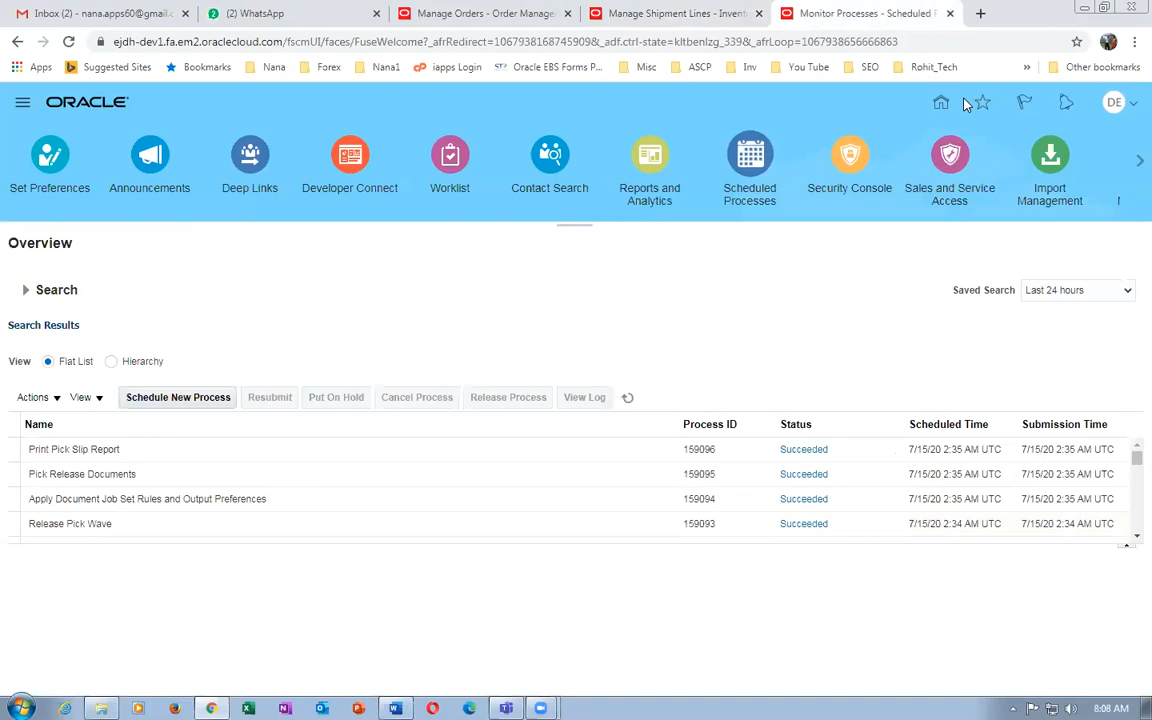 Inbox (2) - nana.apps60@gmail.c
(2) WhatsApp
Manage Orders - Order Manageme
Manage Shipment Lines - Invento
Monitor Processes - Scheduled P
ejdh-dev1.fa.em2.oraclecloud.com/fscmUI/faces/FuseWelcome?_afrRedirect=1067938168745909&_adf.ctrl-state=kltbenlzg_339&_afrLoop=1067938656666863
Apps
Suggested Sites
Bookmarks
Nana
Forex
Nana1
iapps Login
Oracle EBS Forms P...
Misc
ASCP
Inv
You Tube
SEO
Rohit_Tech
»
Other bookmarks
ORACLE
DE
Set Preferences
Announcements
Deep Links
Developer Connect
Worklist
Contact Search
Reports and
Analytics
Scheduled
Processes
Security Console
Sales and Service
Access
Import
Management
Overview
Search
Saved Search
Last 24 hours
Search Results
View
Flat List
Hierarchy
Actions
View
Schedule New Process
Resubmit
Put On Hold
Cancel Process
Release Process
View Log
Name Process ID Status Scheduled Time Submission Time
Print Pick Slip Report 159096 Succeeded 7/15/20 2:35 AM UTC 7/15/20 2:35 AM UTC
Pick Release Documents 159095 Succeeded 7/15/20 2:35 AM UTC 7/15/20 2:35 AM UTC
Apply Document Job Set Rules and Output Preferences 159094 Succeeded 7/15/20 2:35 AM UTC 7/15/20 2:35 AM UTC
Release Pick Wave 159093 Succeeded 7/15/20 2:34 AM UTC 7/15/20 2:34 AM UTC
8:08 AM